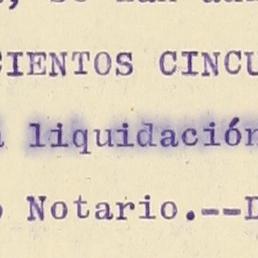 CIENTOS CINCU
liquidación
Notario.--D